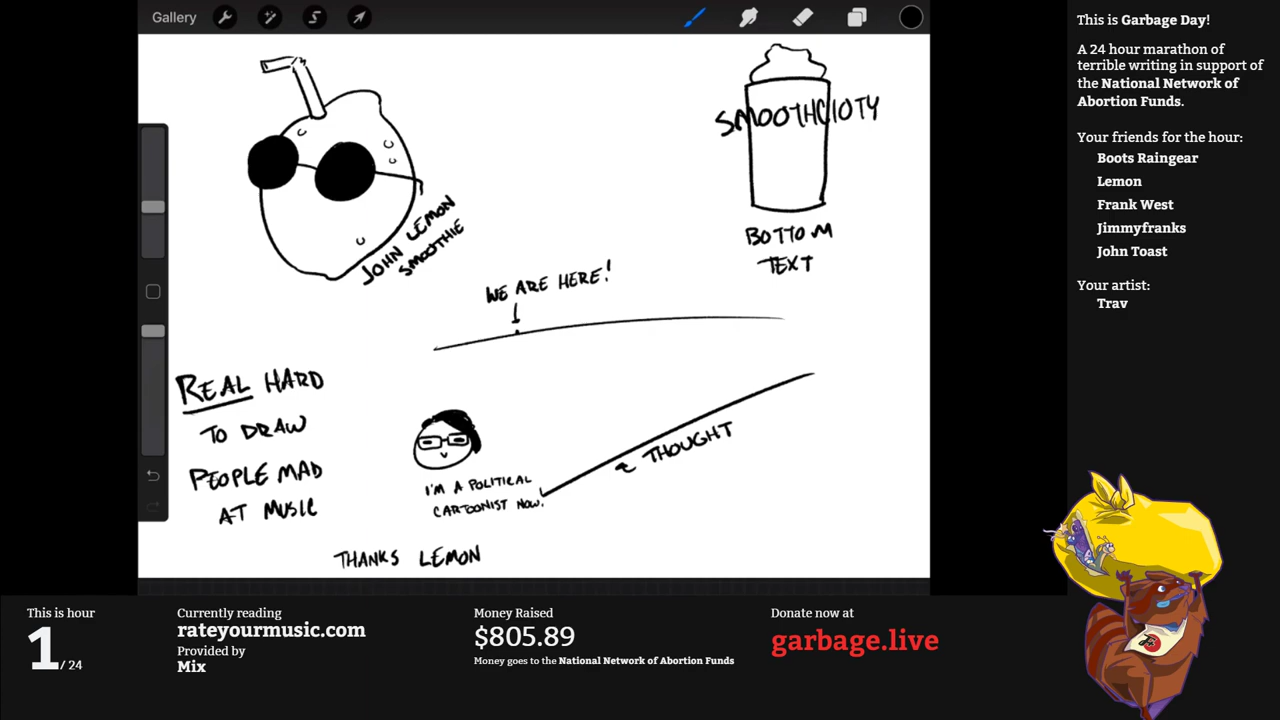 Gallery
SMOOTHCIOTY
BOTTOM
TEXT
JOHN LEMON
SMOOTHIE
WE ARE HERE!
REAL HARD
TO DRAW
PEOPLE MAD
AT MUSIC
THOUGHT
I'M A POLITICAL
CARTOONIST NOW.
THANKS LEMON
This is Garbage Day!
A 24 hour marathon of
terrible writing in support of
the National Network of
Abortion Funds.
Your friends for the hour:
Boots Raingear
Lemon
Frank West
Jimmyfranks
John Toast
Your artist:
Trav
This is hour
1 / 24
Currently reading
rateyourmusic.com
Provided by
Mix
Money Raised
$805.89
Money goes to the National Network of Abortion Funds
Donate now at
garbage.live